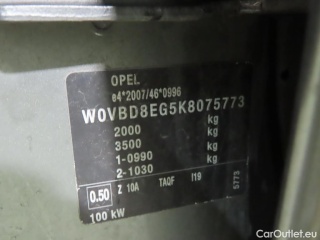 OPEL
e4*2007/46*0996
W0VBD8EG5K8075773
2000 kg
3500 kg
1-0990 kg
2-1030 kg
0.50 Z 10A TAQF I19
5773
100 kW
CarOutlet.eu